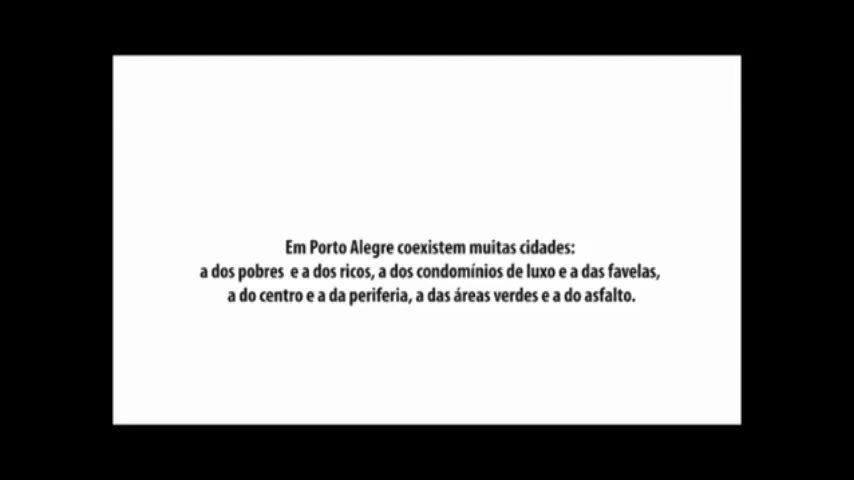 Em Porto Alegre coexistem muitas cidades:
a dos pobres e a dos ricos, a dos condomínios de luxo e a das favelas,
a do centro e a da periferia, a das áreas verdes e a do asfalto.